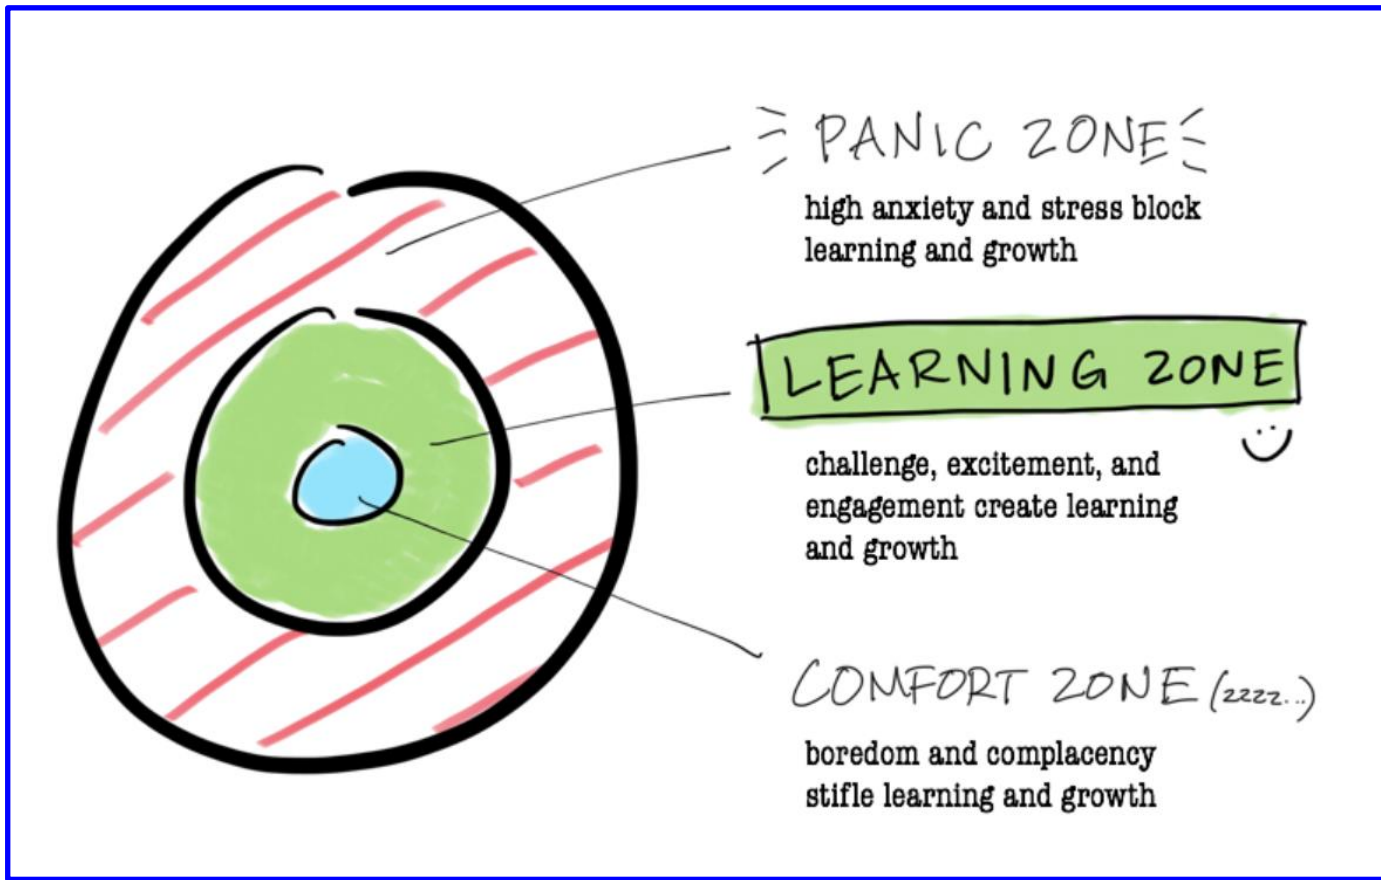 PANIC ZONE
high anxiety and stress block
learning and growth
LEARNING ZONE
challenge, excitement, and
engagement create learning
and growth
COMFORT ZONE (zzzz...)
boredom and complacency
stifle learning and growth